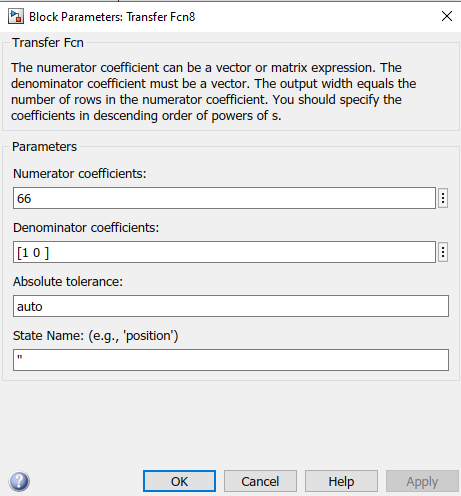 Block Parameters: Transfer Fcn8
Transfer Fcn
The numerator coefficient can be a vector or matrix expression. The
denominator coefficient must be a vector. The output width equals the
number of rows in the numerator coefficient. You should specify the
coefficients in descending order of powers of s.
Parameters
Numerator coefficients:
66
Denominator coefficients:
[1 0 ]
Absolute tolerance:
auto
State Name: (e.g., 'position')
''
OK Cancel Help Apply